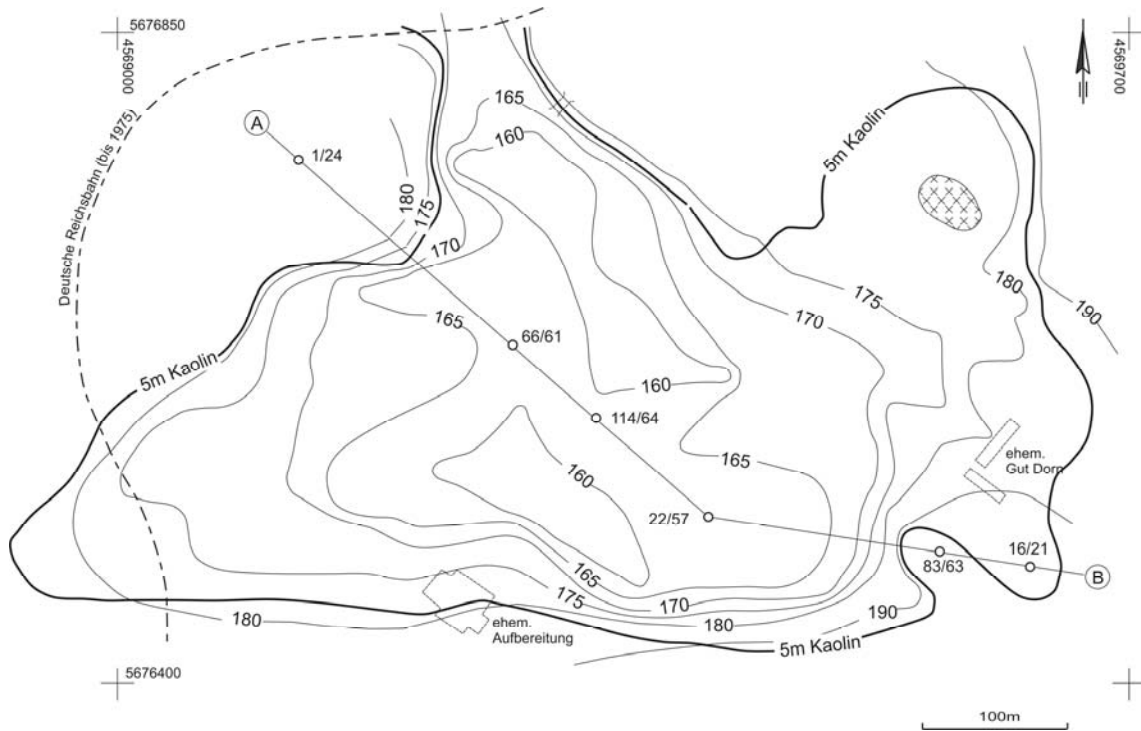 5676850
4569000
4569700
Deutsche Reichsbahn (bis 1975)
A
1/24
165
160
5m Kaolin
180
175
170
180
190
175
170
165
66/61
160
5m Kaolin
114/64
165
160
ehem.
Gut Dorn
22/57
16/21
83/63
B
165
170
175
180
180
190
ehem.
Aufbereitung
5m Kaolin
5676400
100m